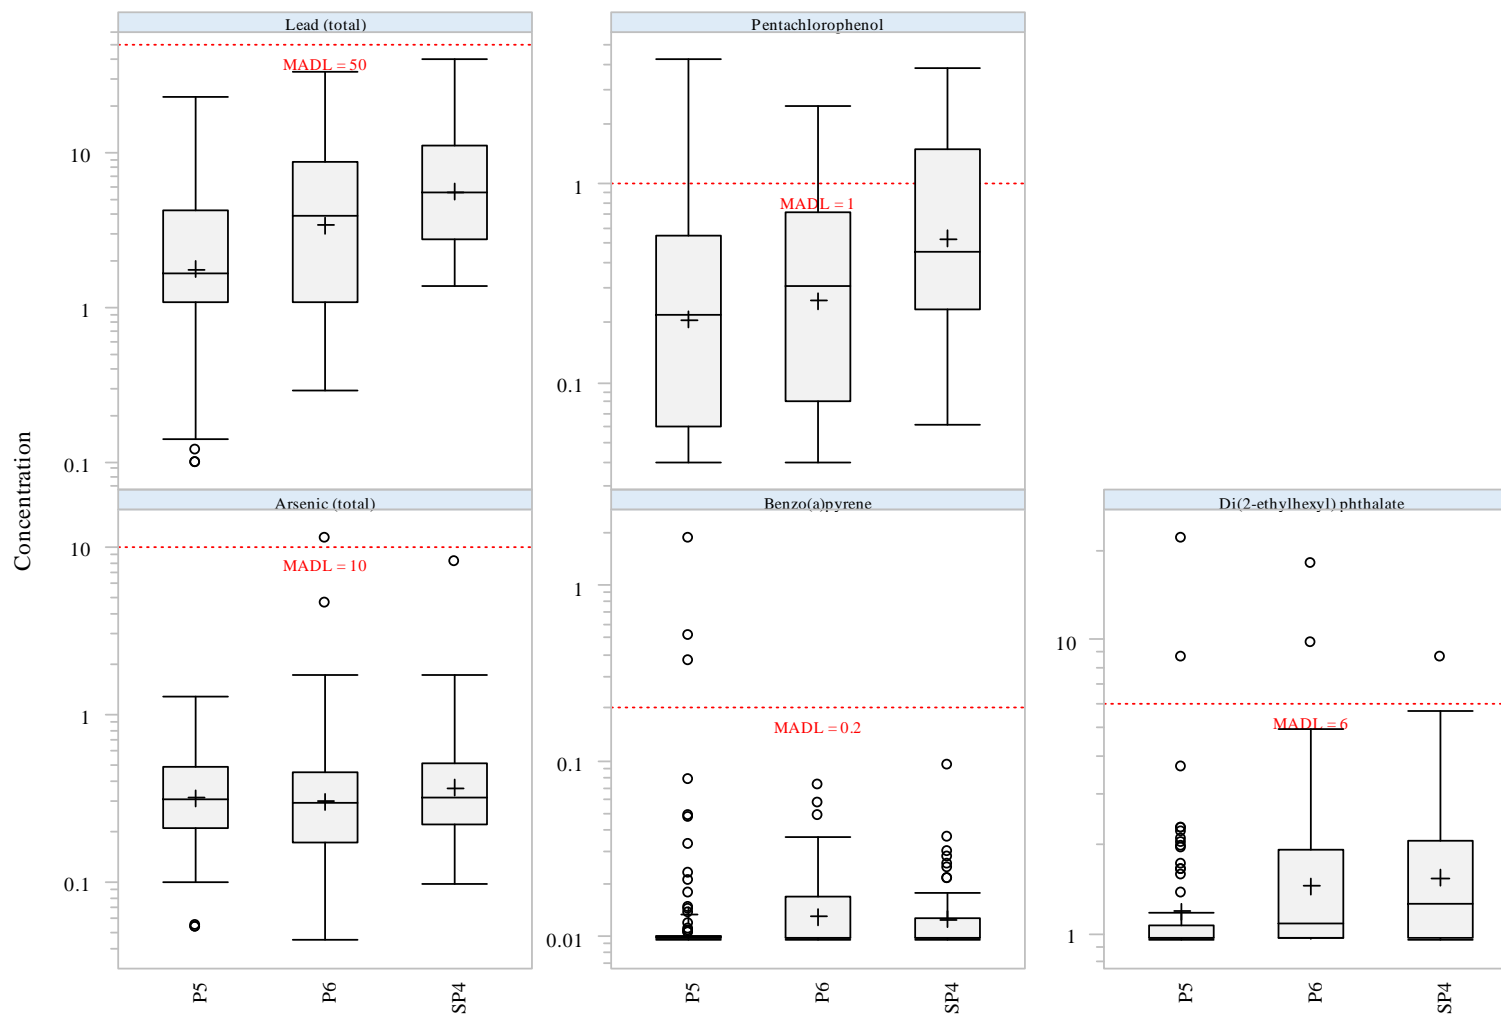 Lead (total)
MADL = 50
10
1
0.1
Pentachlorophenol
1
MADL = 1
0.1
Concentration
Arsenic (total)
10
MADL = 10
1
0.1
P5
P6
SP4
Benzo(a)pyrene
1
MADL = 0.2
0.1
0.01
P5
P6
SP4
Di(2-ethylhexyl) phthalate
10
MADL = 6
1
P5
P6
SP4